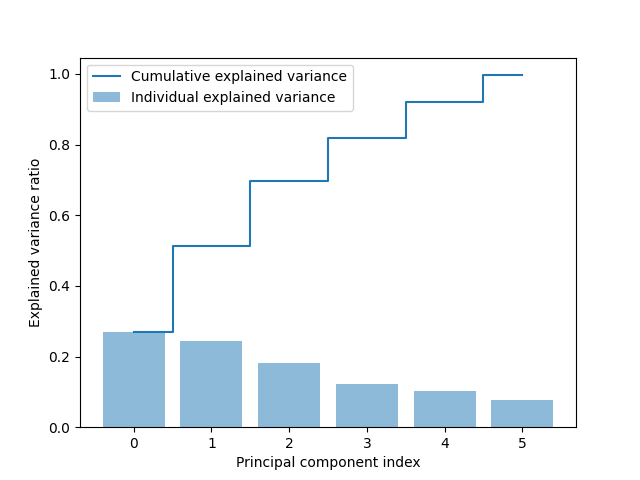 Cumulative explained variance
Individual explained variance
1.0
0.8
0.6
0.4
0.2
0.0
Explained variance ratio
0 1 2 3 4 5
Principal component index